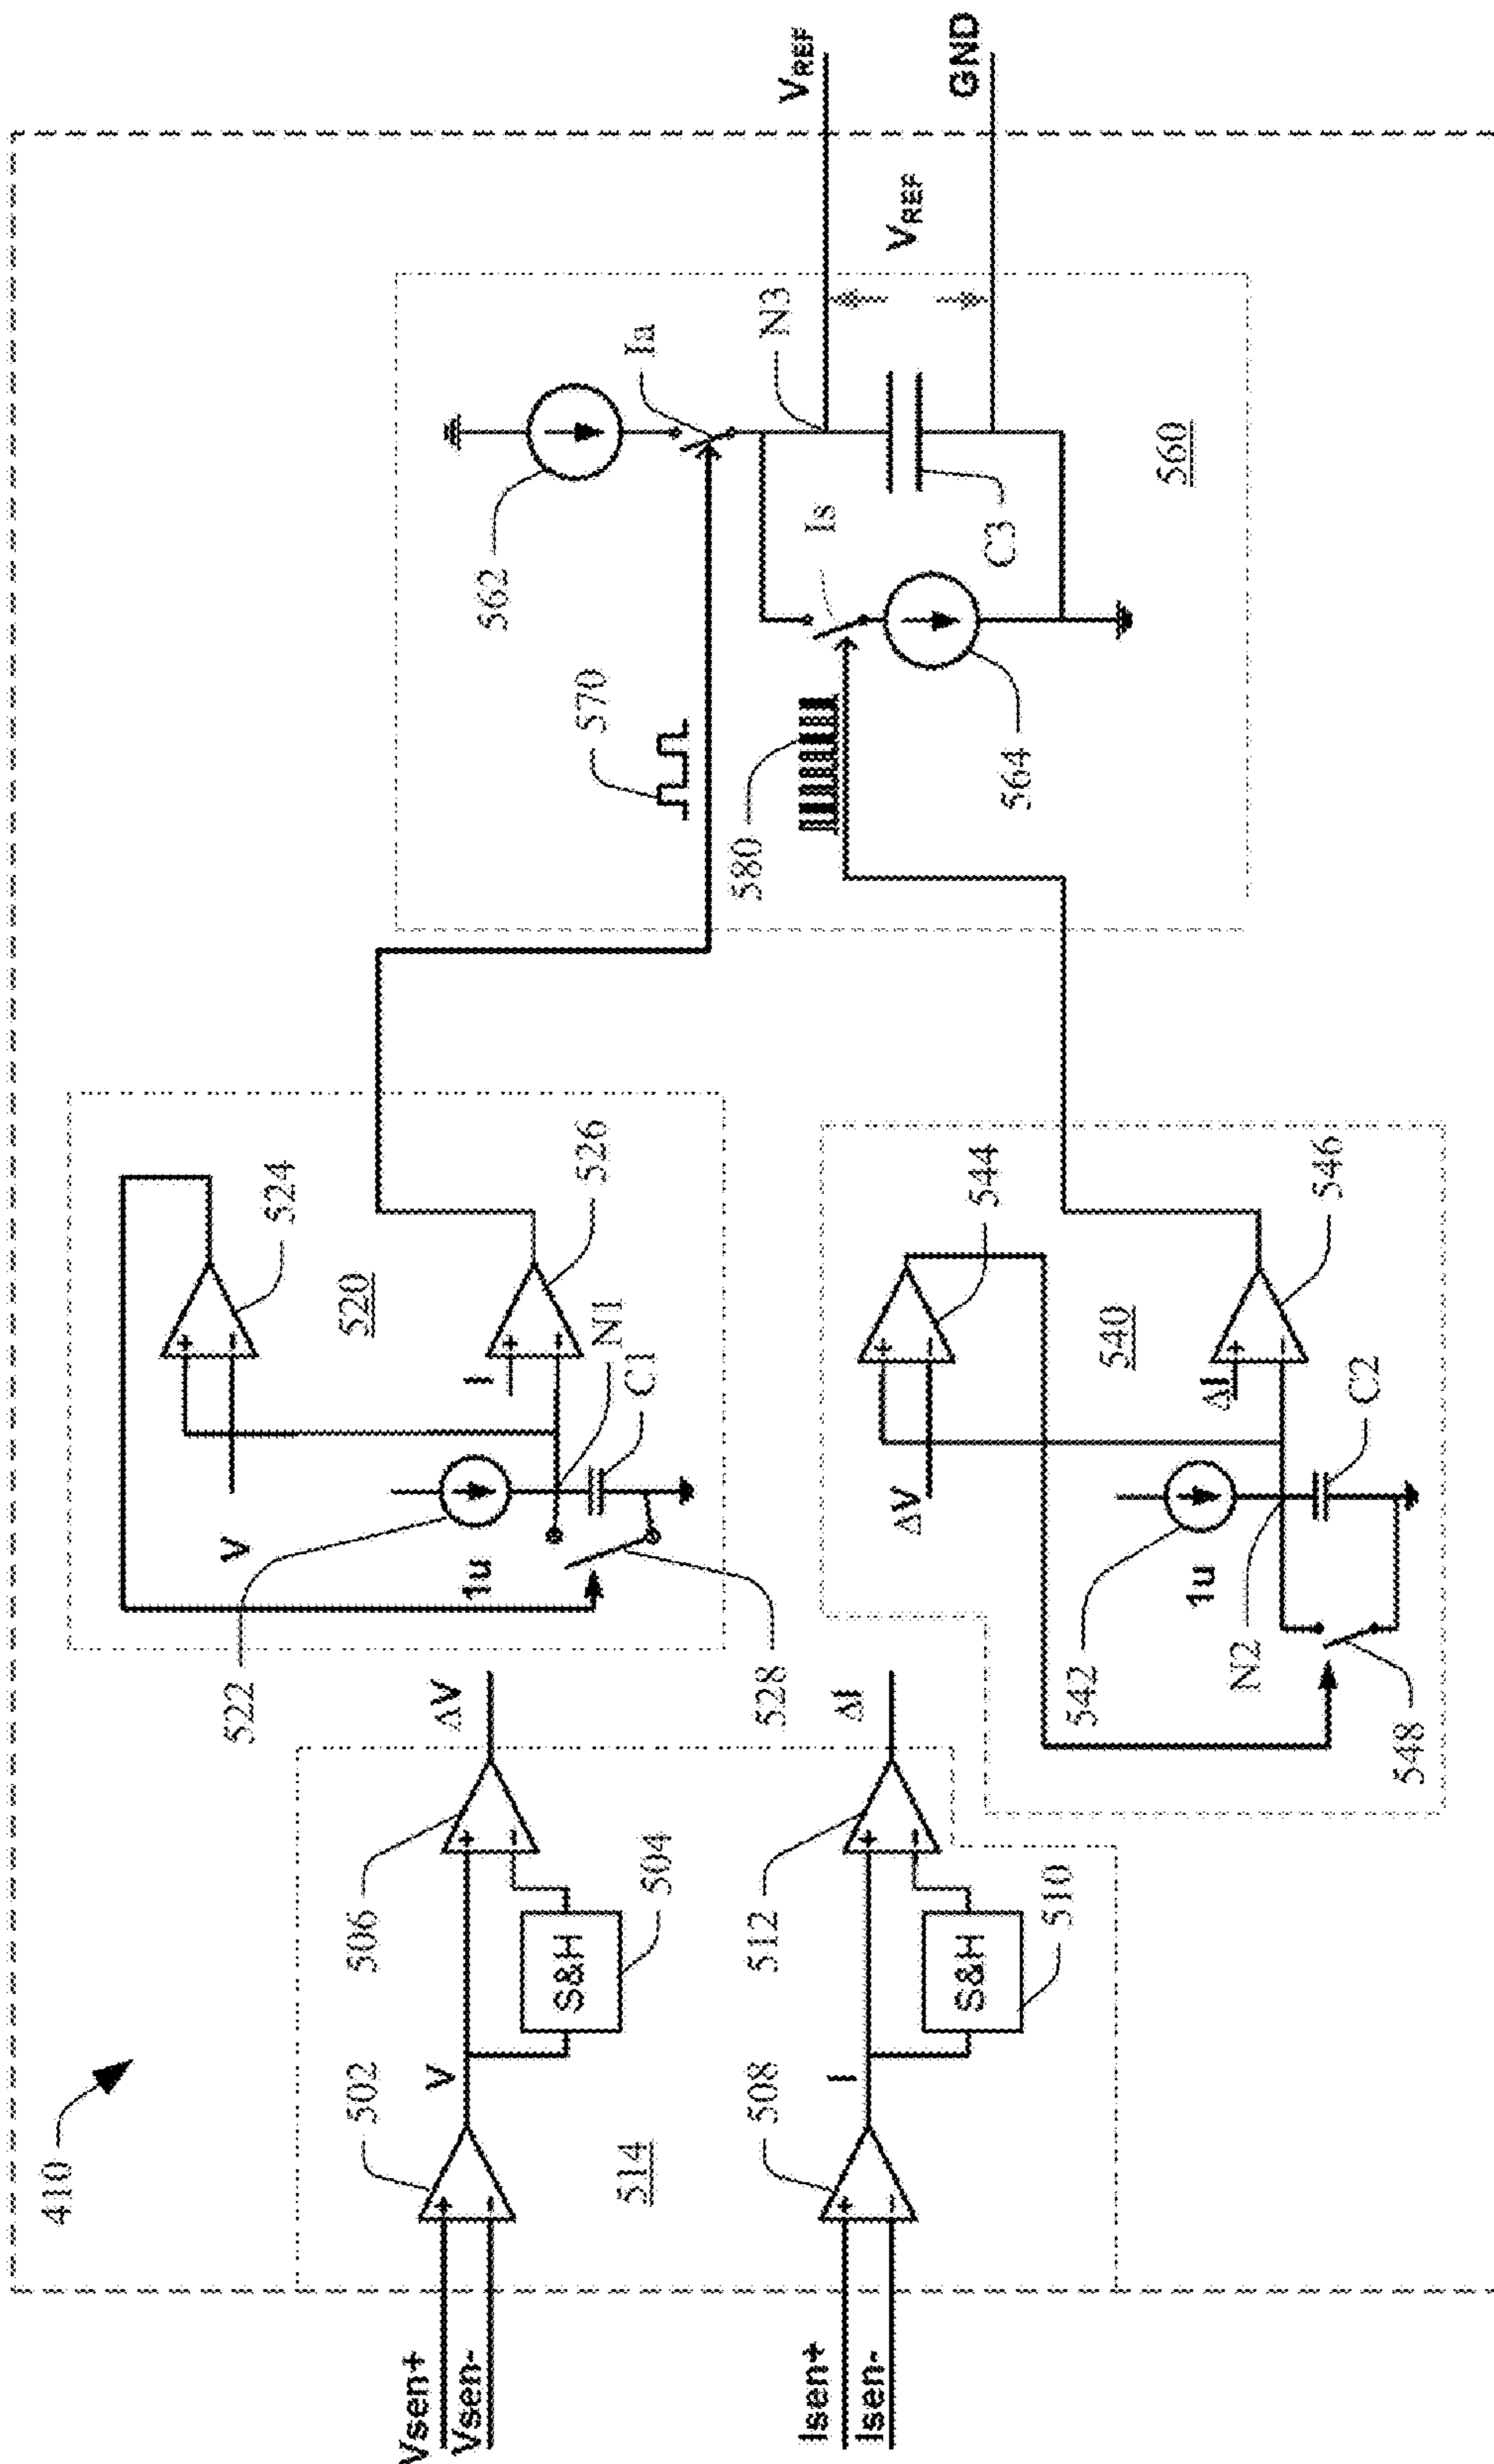 410
Vsen+
Vsen-
502
V
506
S&H
504
ΔV
514
Isen+
Isen-
508
I
512
S&H
510
ΔI
522
V
1u
528
524
520
I
526
N1
C1
ΔV
544
540
542
1u
N2
548
ΔI
546
C2
570
580
562
Ia
N3
Is
564
C3
560
VREF
VREF
GND